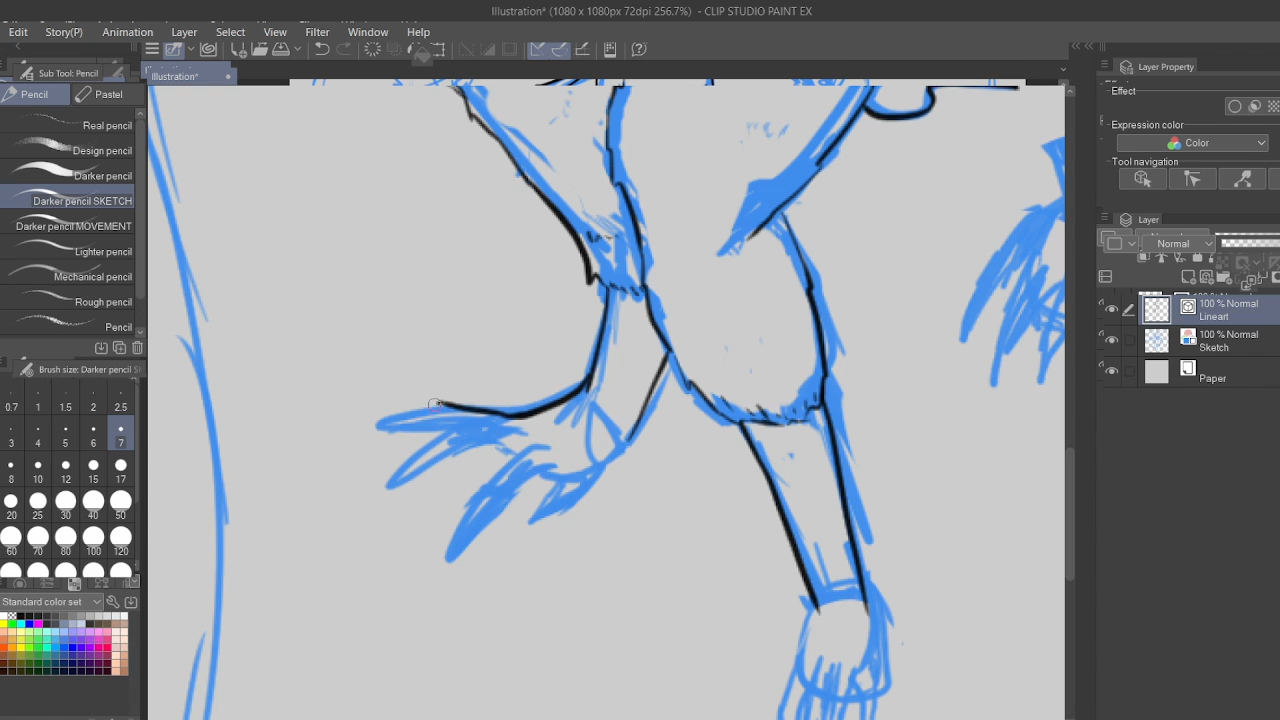 Illustration* (1080 x 1080px 72dpi 256.7%) - CLIP STUDIO PAINT EX
Edit Story(P) Animation Layer Select View Filter Window Help
Sub Tool: Pencil
Illustration*
Layer Property
Pencil Pastel
Effect
Real pencil
Expression color
Design pencil
Color
Darker pencil
Tool navigation
Darker pencil SKETCH
Darker pencil MOVEMENT
Layer
Lighter pencil
Normal
Mechanical pencil
Rough pencil
100 % Normal
Lineart
Pencil
100 % Normal
Sketch
Brush size: Darker pencil
Paper
0.7 1 1.5 2 2.5
3 4 5 6 7
8 10 12 15 17
20 25 30 40 50
60 70 80 100 120
Standard color set